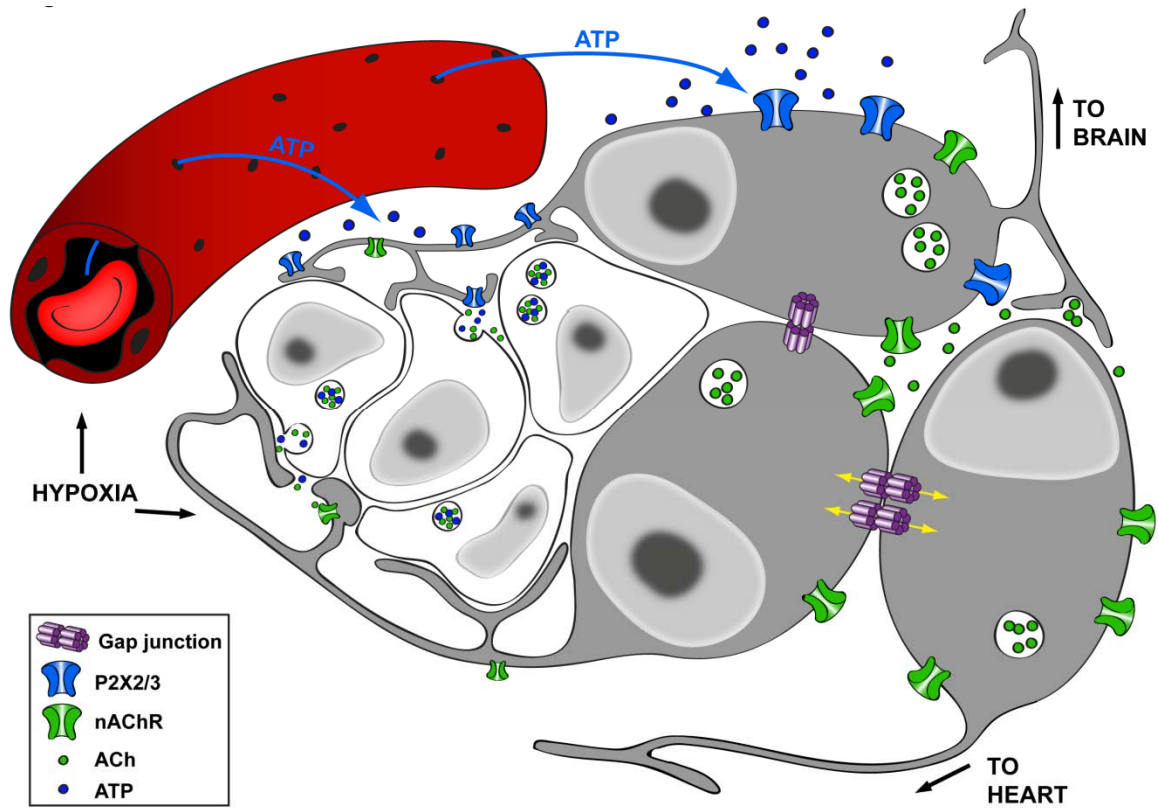 ATP
TO
BRAIN
ATP
HYPOXIA
Gap junction
P2X2/3
nAChR
ACh
ATP
TO
HEART